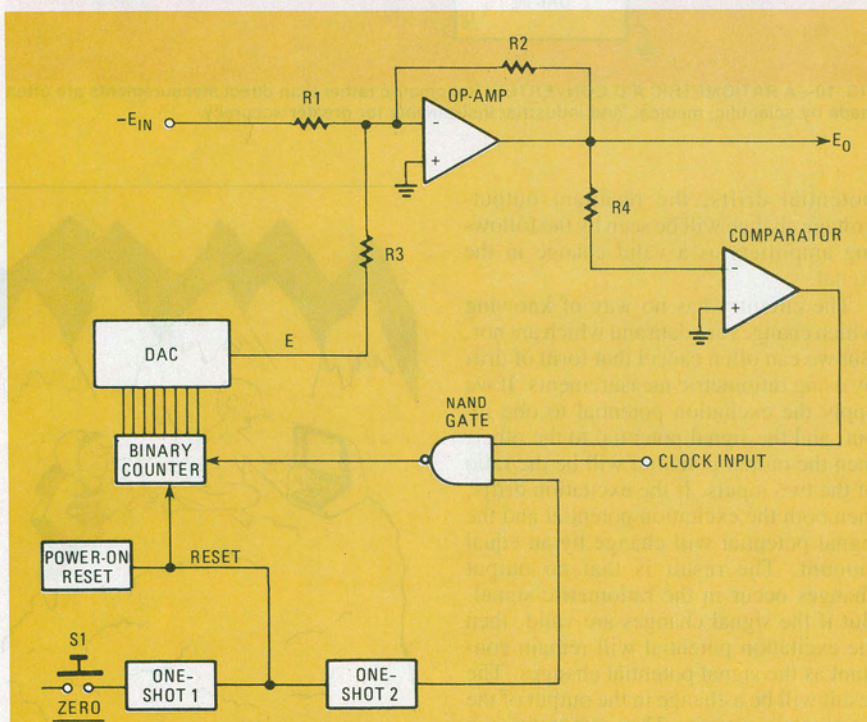 R2
R1
OP-AMP
−E_IN
−
+
E_O
R4
R3
COMPARATOR
−
+
DAC
E
NAND
GATE
BINARY
COUNTER
CLOCK INPUT
POWER-ON
RESET
RESET
S1
ONE-
SHOT 1
ONE-
SHOT 2
ZERO